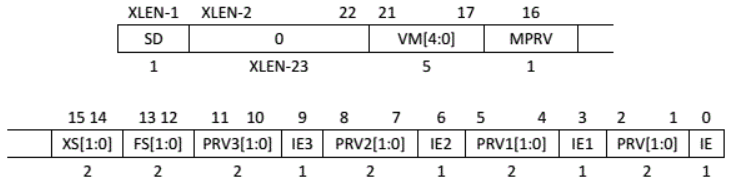 XLEN-1 XLEN-2 22 21 17 16
SD 0 VM[4:0] MPRV
1 XLEN-23 5 1
15 14 13 12 11 10 9 8 7 6 5 4 3 2 1 0
XS[1:0] FS[1:0] PRV3[1:0] IE3 PRV2[1:0] IE2 PRV1[1:0] IE1 PRV[1:0] IE
2 2 2 1 2 1 2 1 2 1